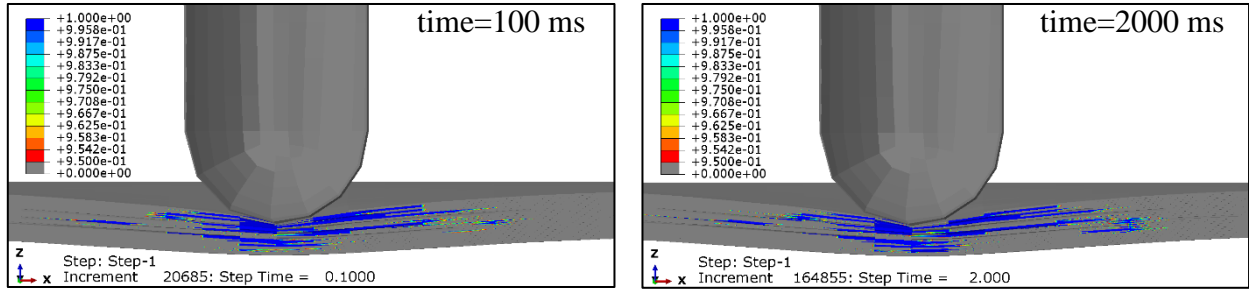 time=100 ms
+1.000e+00
+9.958e-01
+9.917e-01
+9.875e-01
+9.833e-01
+9.792e-01
+9.750e-01
+9.708e-01
+9.667e-01
+9.625e-01
+9.583e-01
+9.542e-01
+9.500e-01
+0.000e+00
Z
X
Step: Step-1
Increment 20685: Step Time = 0.1000
time=2000 ms
+1.000e+00
+9.958e-01
+9.917e-01
+9.875e-01
+9.833e-01
+9.792e-01
+9.750e-01
+9.708e-01
+9.667e-01
+9.625e-01
+9.583e-01
+9.542e-01
+9.500e-01
+0.000e+00
Z
X
Step: Step-1
Increment 164855: Step Time = 2.000